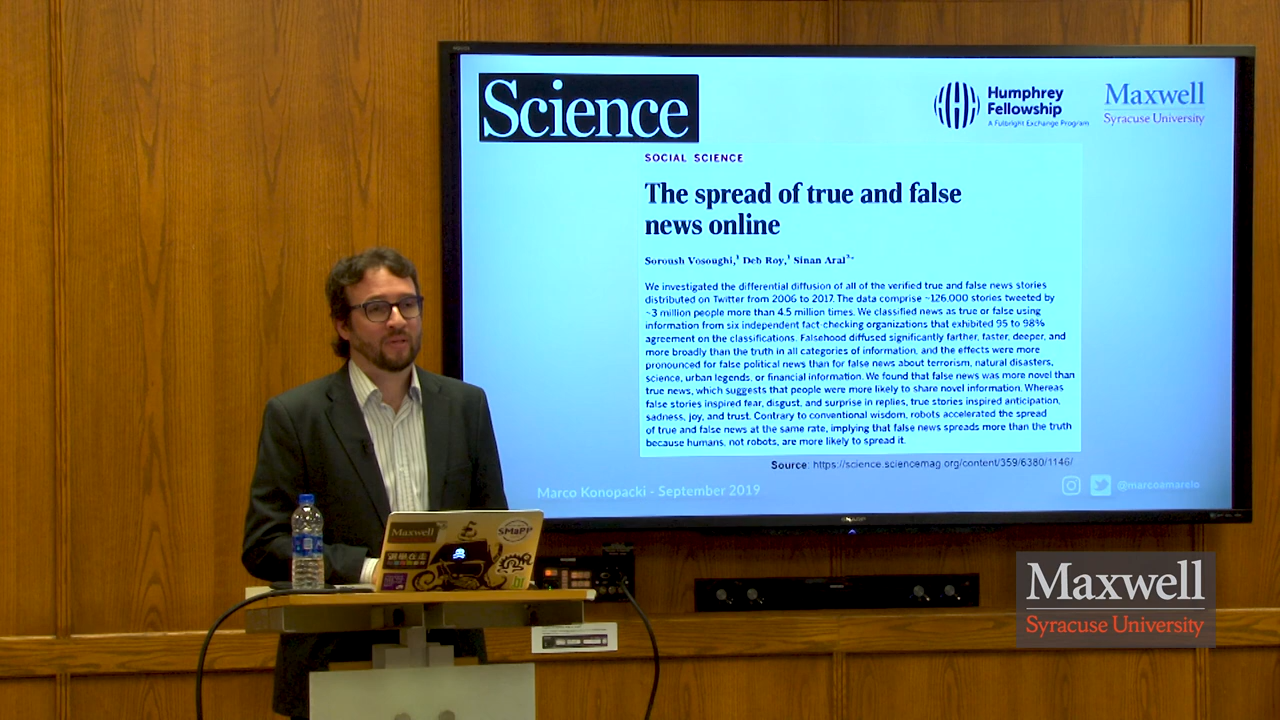 Science
Humphrey
Fellowship
A Fulbright Exchange Program
Maxwell
Syracuse University
SOCIAL SCIENCE
The spread of true and false
news online
Soroush Vosoughi,¹ Deb Roy,¹ Sinan Aral²*
We investigated the differential diffusion of all of the verified true and false news stories
distributed on Twitter from 2006 to 2017. The data comprise ~126,000 stories tweeted by
~3 million people more than 4.5 million times. We classified news as true or false using
information from six independent fact-checking organizations that exhibited 95 to 98%
agreement on the classifications. Falsehood diffused significantly farther, faster, deeper, and
more broadly than the truth in all categories of information, and the effects were more
pronounced for false political news than for false news about terrorism, natural disasters,
science, urban legends, or financial information. We found that false news was more novel than
true news, which suggests that people were more likely to share novel information. Whereas
false stories inspired fear, disgust, and surprise in replies, true stories inspired anticipation,
sadness, joy, and trust. Contrary to conventional wisdom, robots accelerated the spread
of true and false news at the same rate, implying that false news spreads more than the truth
because humans, not robots, are more likely to spread it.
Source: https://science.sciencemag.org/content/359/6380/1146/
Marco Konopacki - September 2019
@marcoamarelo
Maxwell
SMaPP
Maxwell
Syracuse University